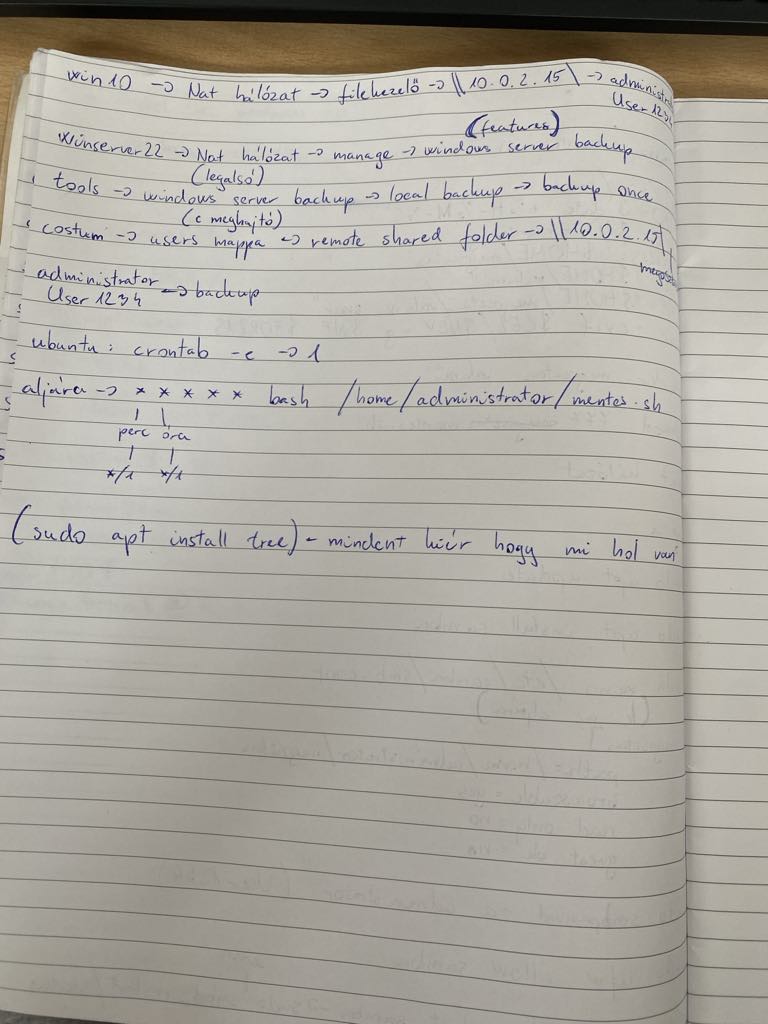 win10 → Nat hálózat → filekezelő → \\10.0.2.15\ → administr
User 1234
(features)
winserver22 → Nat hálózat → manage → windows server backup
(legalsó)
tools → windows server backup → local backup → backup once
(c meghajtó)
costum → users mappa → remote shared folder → \\10.0.2.15\
administrator
User 1234 → backup
ubuntu: crontab -e → 1
aljára → * * * * * bash /home/administrator/mentes.sh
perc óra
*/1 */1
(sudo apt install tree) - mindent kiír hogy mi hol van